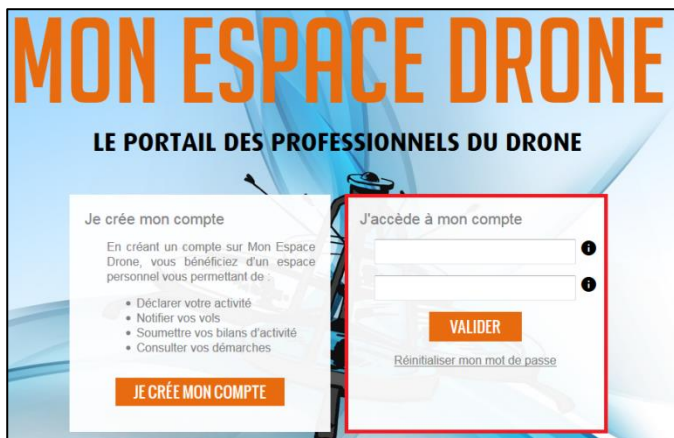 MON ESPACE DRONE
LE PORTAIL DES PROFESSIONNELS DU DRONE
Je crée mon compte
En créant un compte sur Mon Espace
Drone, vous bénéficiez d'un espace
personnel vous permettant de :
• Déclarer votre activité
• Notifier vos vols
• Soumettre vos bilans d'activité
• Consulter vos démarches
JE CRÉE MON COMPTE
J'accède à mon compte
VALIDER
Réinitialiser mon mot de passe